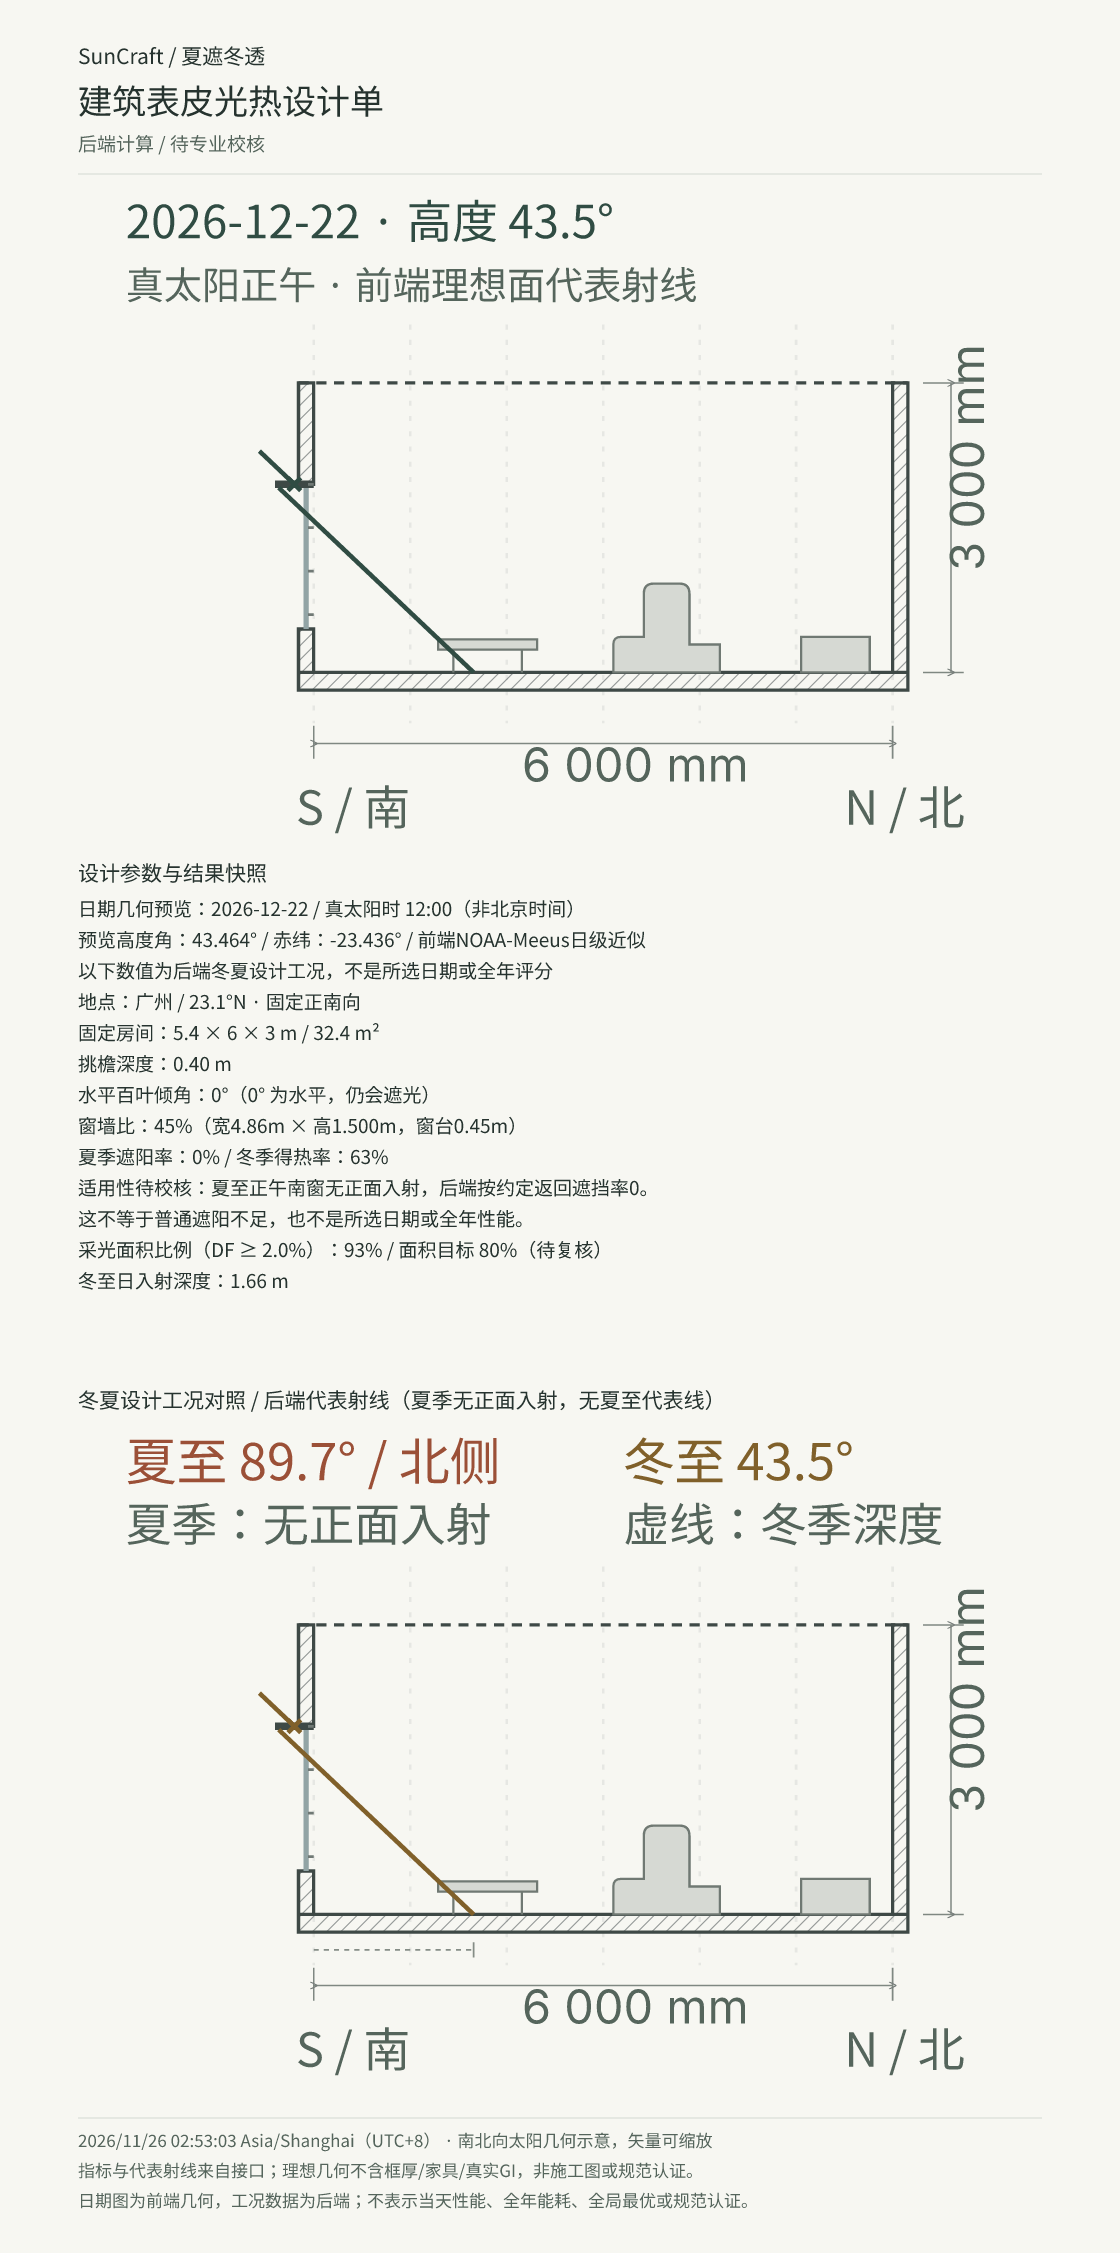 SunCraft / 夏遮冬透
建筑表皮光热设计单
后端计算 / 待专业校核
2026-12-22 · 高度 43.5°
真太阳正午 · 前端理想面代表射线
3 000 mm
6 000 mm
S / 南
N / 北
设计参数与结果快照
日期几何预览：2026-12-22 / 真太阳时 12:00（非北京时间）
预览高度角：43.464° / 赤纬：-23.436° / 前端NOAA-Meeus日级近似
以下数值为后端冬夏设计工况，不是所选日期或全年评分
地点：广州 / 23.1°N · 固定正南向
固定房间：5.4 × 6 × 3 m / 32.4 m²
挑檐深度：0.40 m
水平百叶倾角：0°（0° 为水平，仍会遮光）
窗墙比：45%（宽4.86m × 高1.500m，窗台0.45m）
夏季遮阳率：0% / 冬季得热率：63%
适用性待校核：夏至正午南窗无正面入射，后端按约定返回遮挡率0。
这不等于普通遮阳不足，也不是所选日期或全年性能。
采光面积比例（DF ≥ 2.0%）：93% / 面积目标 80%（待复核）
冬至日入射深度：1.66 m
冬夏设计工况对照 / 后端代表射线（夏季无正面入射，无夏至代表线）
夏至 89.7° / 北侧
冬至 43.5°
夏季：无正面入射
虚线：冬季深度
3 000 mm
6 000 mm
S / 南
N / 北
2026/11/26 02:53:03 Asia/Shanghai（UTC+8） · 南北向太阳几何示意，矢量可缩放
指标与代表射线来自接口；理想几何不含框厚/家具/真实GI，非施工图或规范认证。
日期图为前端几何，工况数据为后端；不表示当天性能、全年能耗、全局最优或规范认证。